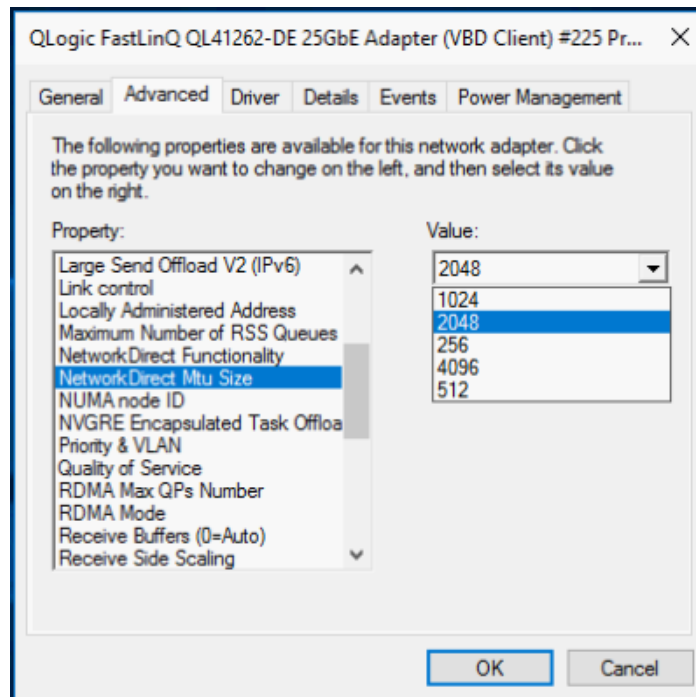 QLogic FastLinQ QL41262-DE 25GbE Adapter (VBD Client) #225 Pr...
General Advanced Driver Details Events Power Management
The following properties are available for this network adapter. Click
the property you want to change on the left, and then select its value
on the right.
Property:
Large Send Offload V2 (IPv6)
Link control
Locally Administered Address
Maximum Number of RSS Queues
NetworkDirect Functionality
NetworkDirect Mtu Size
NUMA node ID
NVGRE Encapsulated Task Offloa
Priority & VLAN
Quality of Service
RDMA Max QPs Number
RDMA Mode
Receive Buffers (0=Auto)
Receive Side Scaling
Value:
2048
1024
2048
256
4096
512
OK Cancel